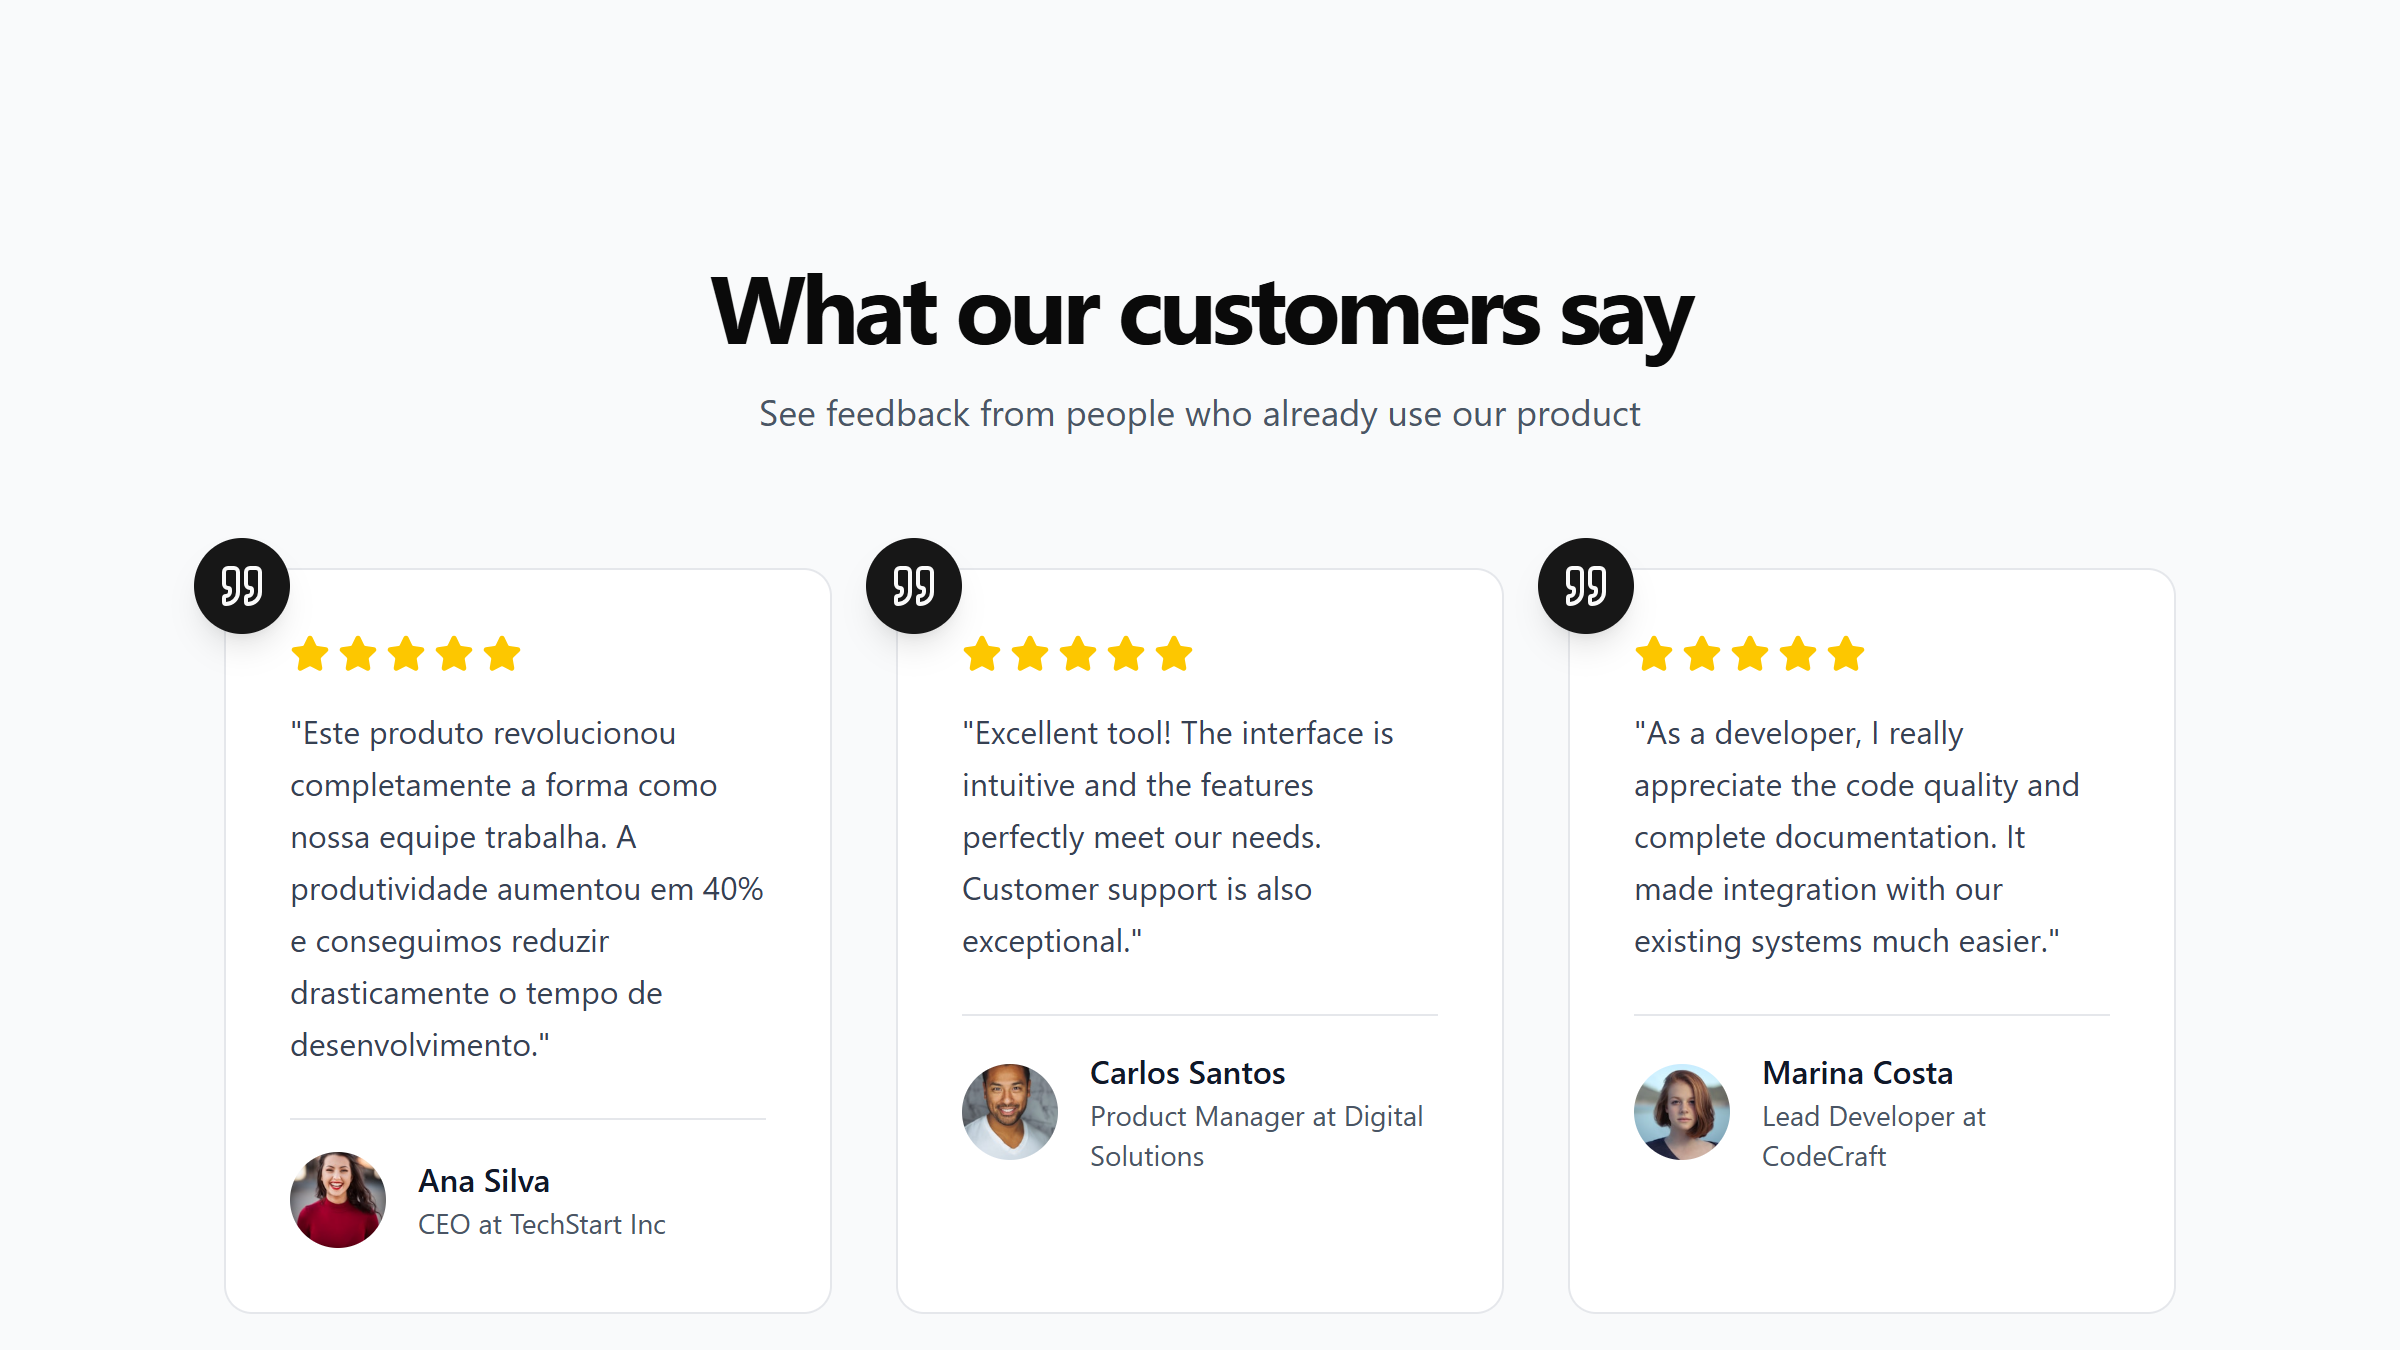 What our customers say
See feedback from people who already use our product
"Este produto revolucionou
completamente a forma como
nossa equipe trabalha. A
produtividade aumentou em 40%
e conseguimos reduzir
drasticamente o tempo de
desenvolvimento."
Ana Silva
CEO at TechStart Inc
"Excellent tool! The interface is
intuitive and the features
perfectly meet our needs.
Customer support is also
exceptional."
Carlos Santos
Product Manager at Digital
Solutions
"As a developer, I really
appreciate the code quality and
complete documentation. It
made integration with our
existing systems much easier."
Marina Costa
Lead Developer at
CodeCraft